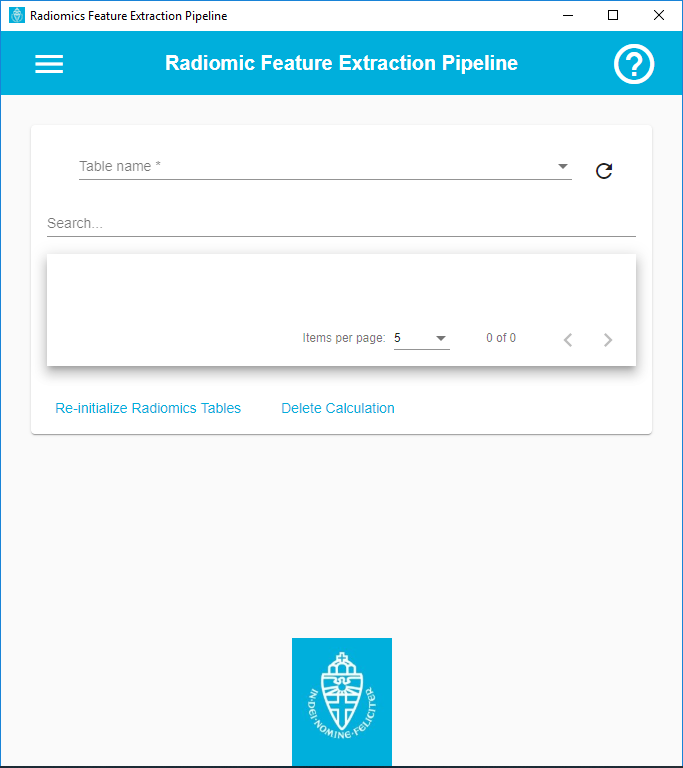 Radiomics Feature Extraction Pipeline
Radiomic Feature Extraction Pipeline
Table name *
Search...
Items per page: 5 0 of 0
Re-initialize Radiomics Tables Delete Calculation
IN·DEI·NOMINE·FELICITER